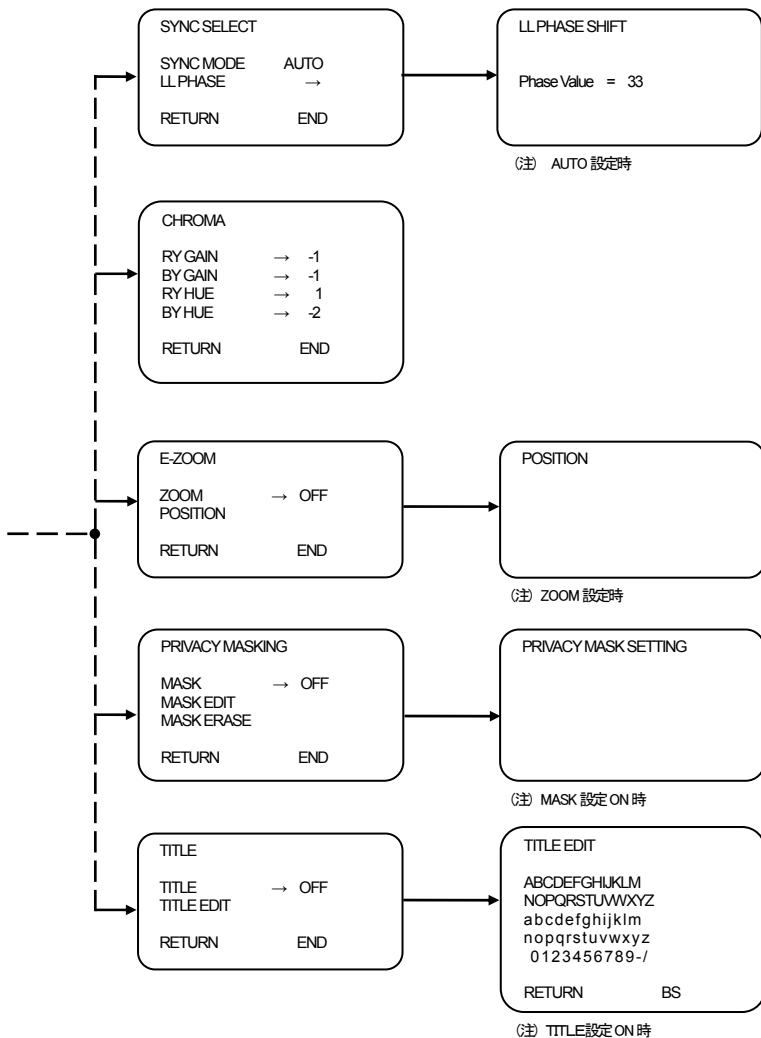 SYNC SELECT
SYNC MODE AUTO
LL PHASE →
RETURN END
LL PHASE SHIFT
Phase Value = 33
(注) AUTO 設定時
CHROMA
RY GAIN → -1
BY GAIN → -1
RY HUE → 1
BY HUE → -2
RETURN END
E-ZOOM
ZOOM → OFF
POSITION
RETURN END
POSITION
(注) ZOOM 設定時
PRIVACY MASKING
MASK → OFF
MASK EDIT
MASK ERASE
RETURN END
PRIVACY MASK SETTING
(注) MASK 設定 ON 時
TITLE
TITLE → OFF
TITLE EDIT
RETURN END
TITLE EDIT
ABCDEFGHIJKLM
NOPQRSTUVWXYZ
abcdefghijklm
nopqrstuvwxyz
0123456789-/
RETURN BS
(注) TITLE設定 ON 時